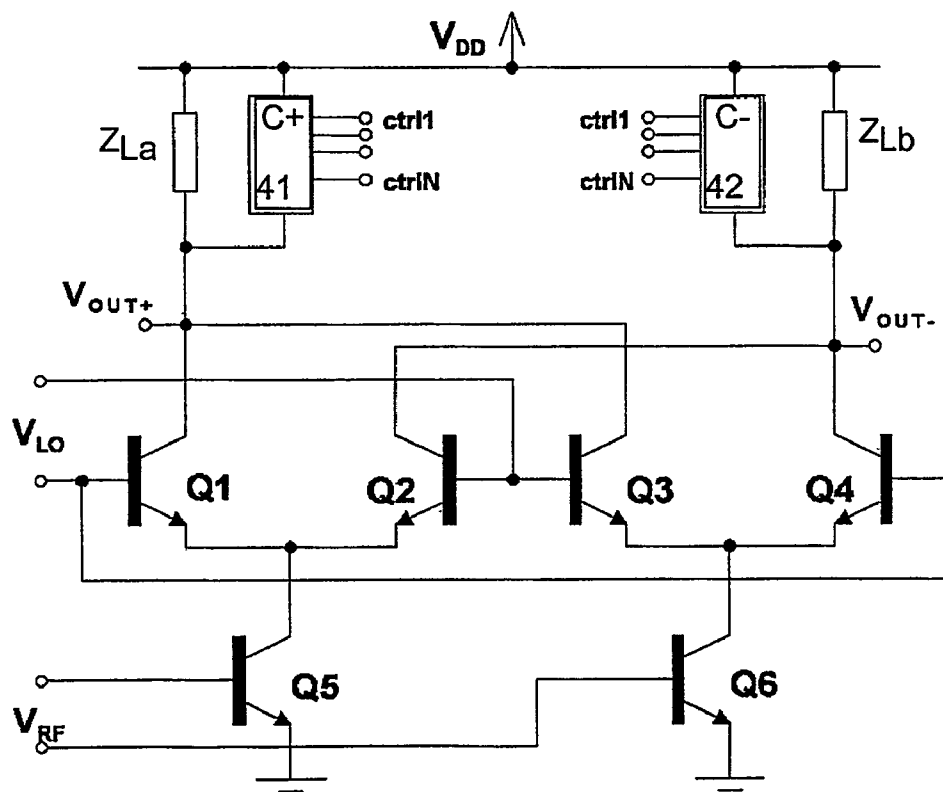 VDD
ZLa
C+
41
ctrl1
ctrlN
ctrl1
ctrlN
C-
42
ZLb
VOUT+
VOUT-
VLO
Q1
Q2
Q3
Q4
Q5
Q6
VRF